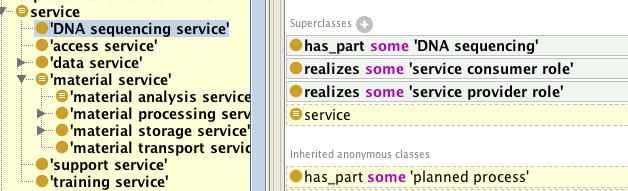 service
'DNA sequencing service'
'access service'
'data service'
'material service'
'material analysis service
'material processing serv
'material storage service'
'material transport servic
'support service'
'training service'
Superclasses
has_part some 'DNA sequencing'
realizes some 'service consumer role'
realizes some 'service provider role'
service
Inherited anonymous classes
has_part some 'planned process'